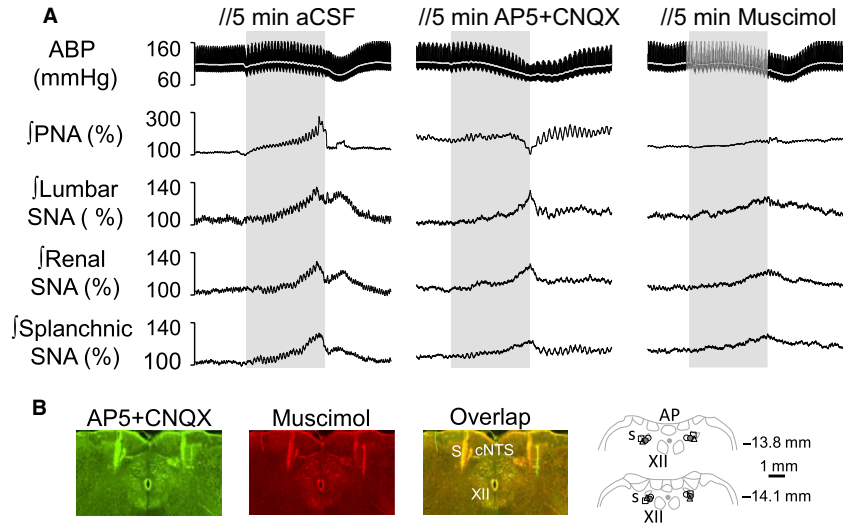 A
//5 min aCSF
//5 min AP5+CNQX
//5 min Muscimol
ABP
(mmHg)
160
60
∫PNA (%)
300
100
∫Lumbar
SNA ( %)
140
100
∫Renal
SNA (%)
140
100
∫Splanchnic
SNA (%)
140
100
B
AP5+CNQX
Muscimol
Overlap
S
cNTS
XII
AP
S
XII
–13.8 mm
1 mm
S
XII
–14.1 mm